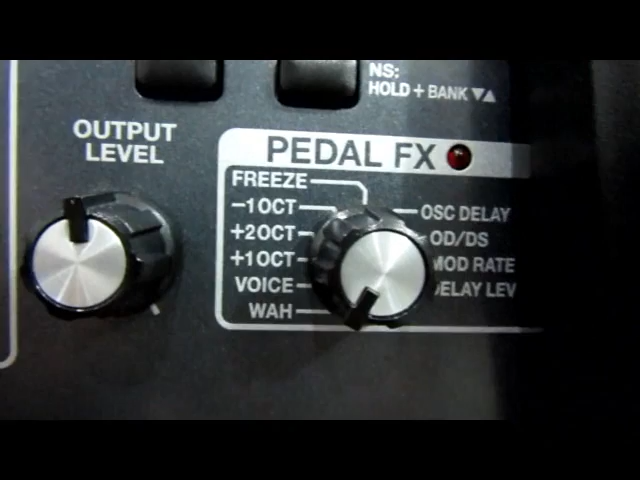 NS:
HOLD + BANK ▼▲
OUTPUT
LEVEL
PEDAL FX
FREEZE
-1OCT
+2OCT
+1OCT
VOICE
WAH
OSC DELAY
OD/DS
MOD RATE
DELAY LEV